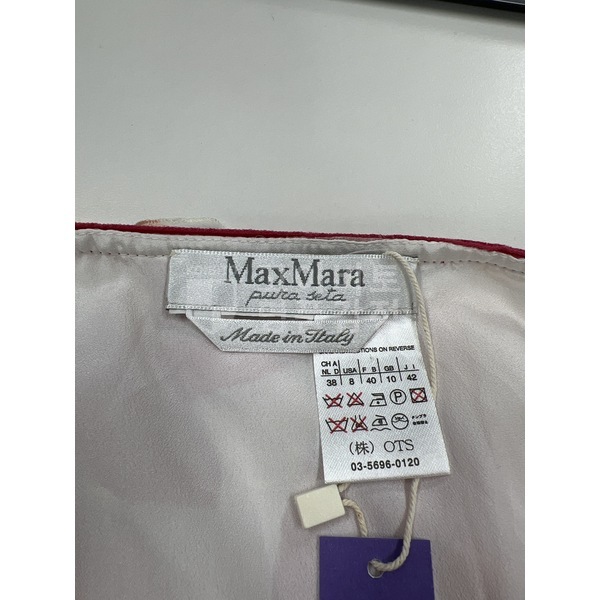 MaxMara
pura seta
Made in Italy
TIONS ON REVERSE
CH A
NL D USA F B GB J I
38 8 40 10 42
P
(株) OTS
03-5696-0120